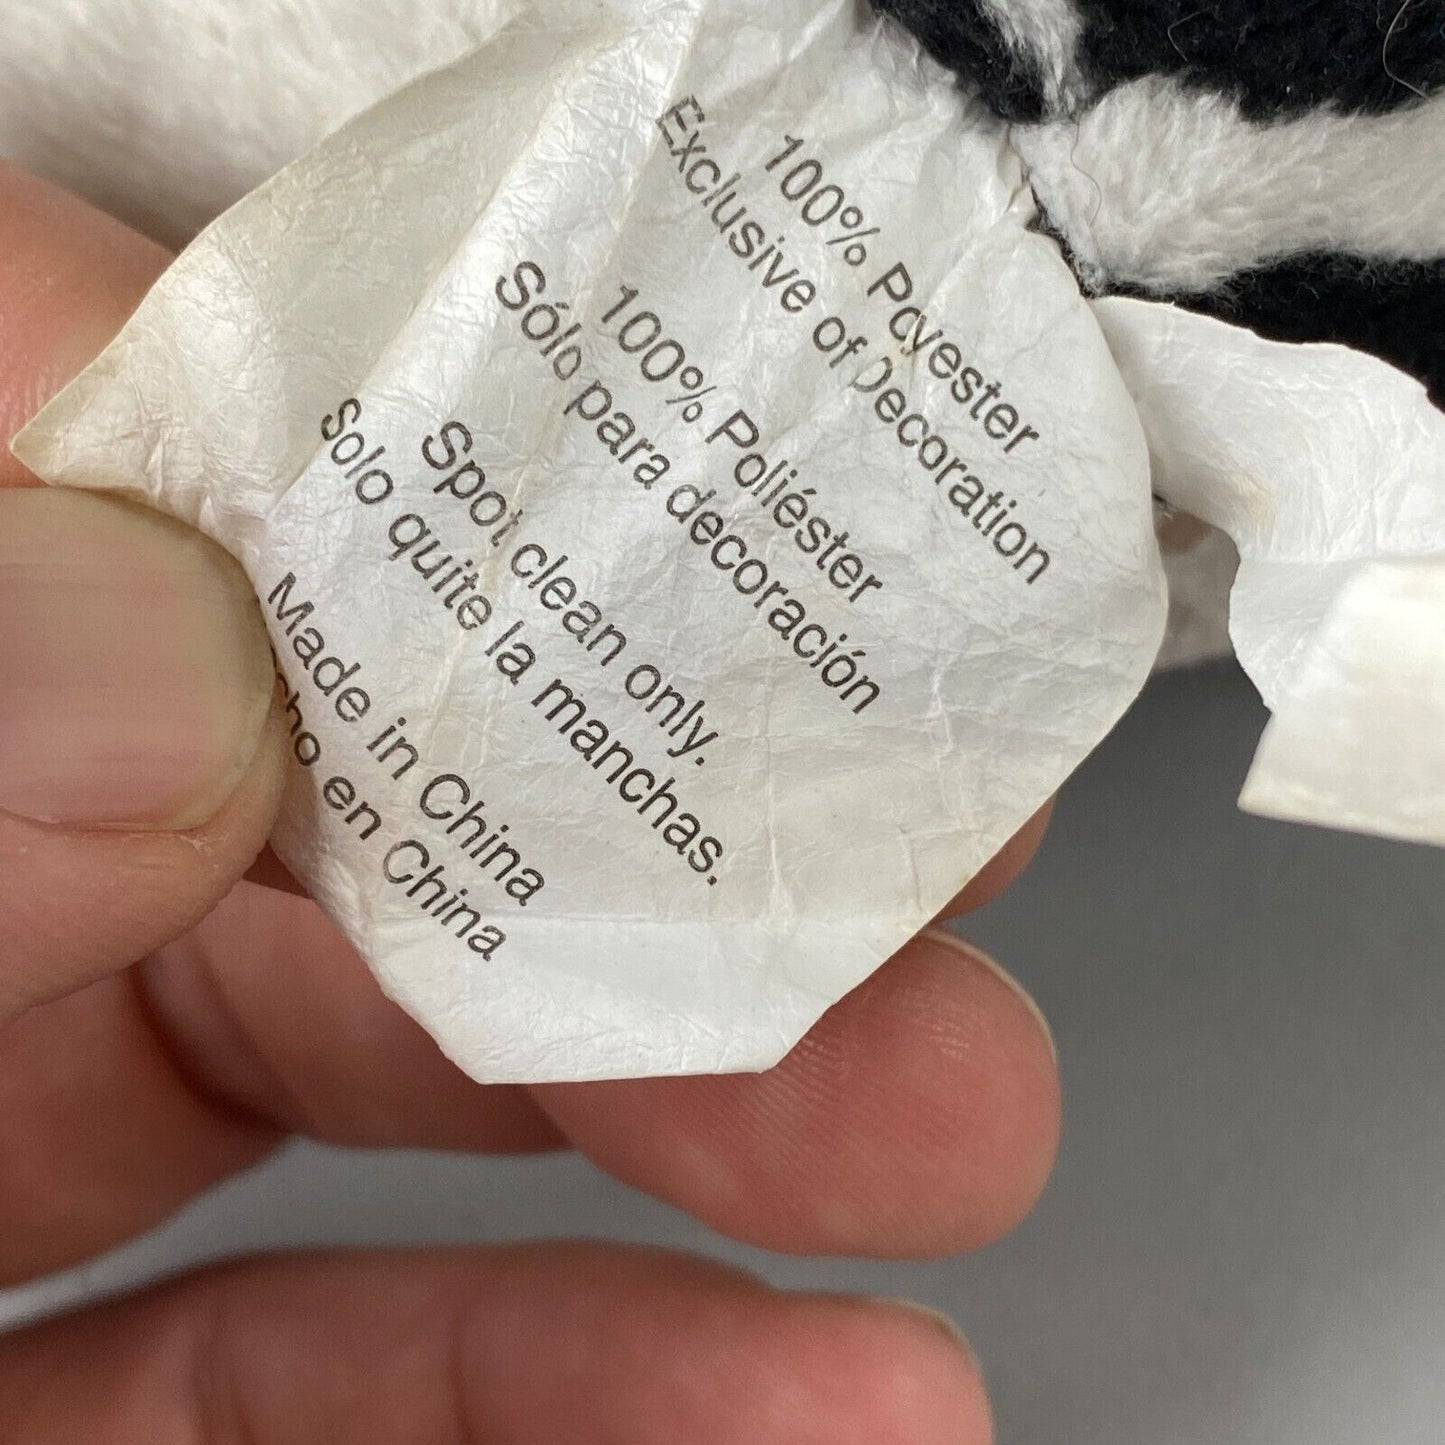 100% Polyester
Exclusive of Decoration
100% Poliéster
Sólo para decoración
Spot clean only.
Solo quite la manchas.
Made in China
cho en China